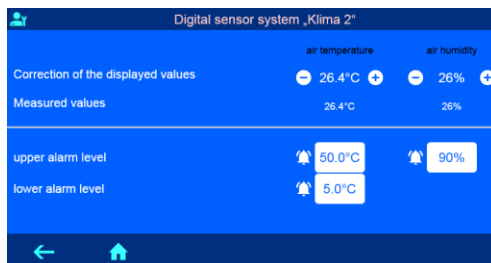 Digital sensor system „Klima 2“
air temperature air humidity
Correction of the displayed values 26.4°C 26%
Measured values 26.4°C 26%
upper alarm level 50.0°C 90%
lower alarm level 5.0°C